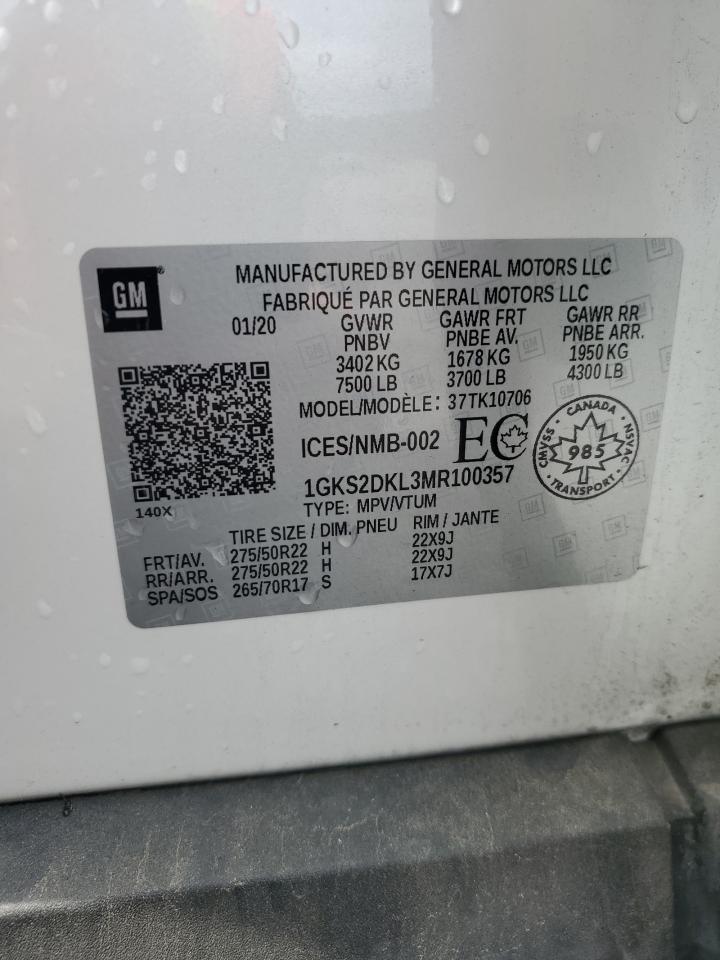 GM
MANUFACTURED BY GENERAL MOTORS LLC
FABRIQUÉ PAR GENERAL MOTORS LLC
01/20
GVWR
PNBV
3402 KG
7500 LB
GAWR FRT
PNBE AV.
1678 KG
3700 LB
GAWR RR
PNBE ARR.
1950 KG
4300 LB
MODEL/MODÈLE: 37TK10706
ICES/NMB-002
EC
CANADA
CMVSS
985
NSVAC
TRANSPORT
1GKS2DKL3MR100357
TYPE: MPV/VTUM
140X
TIRE SIZE / DIM. PNEU RIM / JANTE
FRT/AV. 275/50R22 H 22X9J
RR/ARR. 275/50R22 H 22X9J
SPA/SOS 265/70R17 S 17X7J